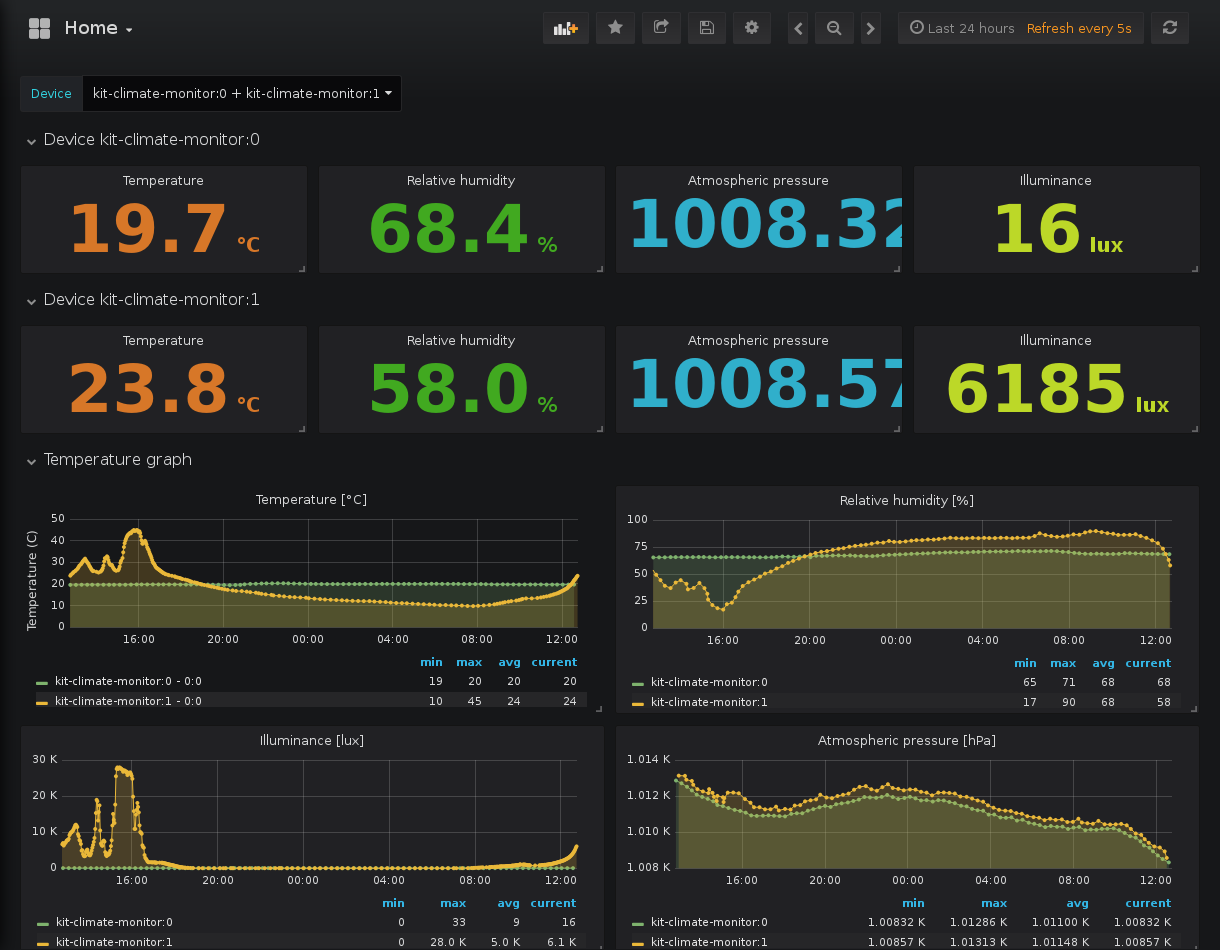 Home
Last 24 hours Refresh every 5s
Device kit-climate-monitor:0 + kit-climate-monitor:1
Device kit-climate-monitor:0
Temperature Relative humidity Atmospheric pressure Illuminance
19.7 °C 68.4 % 1008.32 16 lux
Device kit-climate-monitor:1
Temperature Relative humidity Atmospheric pressure Illuminance
23.8 °C 58.0 % 1008.57 6185 lux
Temperature graph
Temperature [°C]
Temperature (C)
50
40
30
20
10
0
16:00 20:00 00:00 04:00 08:00 12:00
min max avg current
kit-climate-monitor:0 - 0:0 19 20 20 20
kit-climate-monitor:1 - 0:0 10 45 24 24
Relative humidity [%]
100
75
50
25
0
16:00 20:00 00:00 04:00 08:00 12:00
min max avg current
kit-climate-monitor:0 65 71 68 68
kit-climate-monitor:1 17 90 68 58
Illuminance [lux]
30 K
20 K
10 K
0
16:00 20:00 00:00 04:00 08:00 12:00
min max avg current
kit-climate-monitor:0 0 33 9 16
kit-climate-monitor:1 0 28.0 K 5.0 K 6.1 K
Atmospheric pressure [hPa]
1.014 K
1.012 K
1.010 K
1.008 K
16:00 20:00 00:00 04:00 08:00 12:00
min max avg current
kit-climate-monitor:0 1.00832 K 1.01286 K 1.01100 K 1.00832 K
kit-climate-monitor:1 1.00857 K 1.01313 K 1.01148 K 1.00857 K